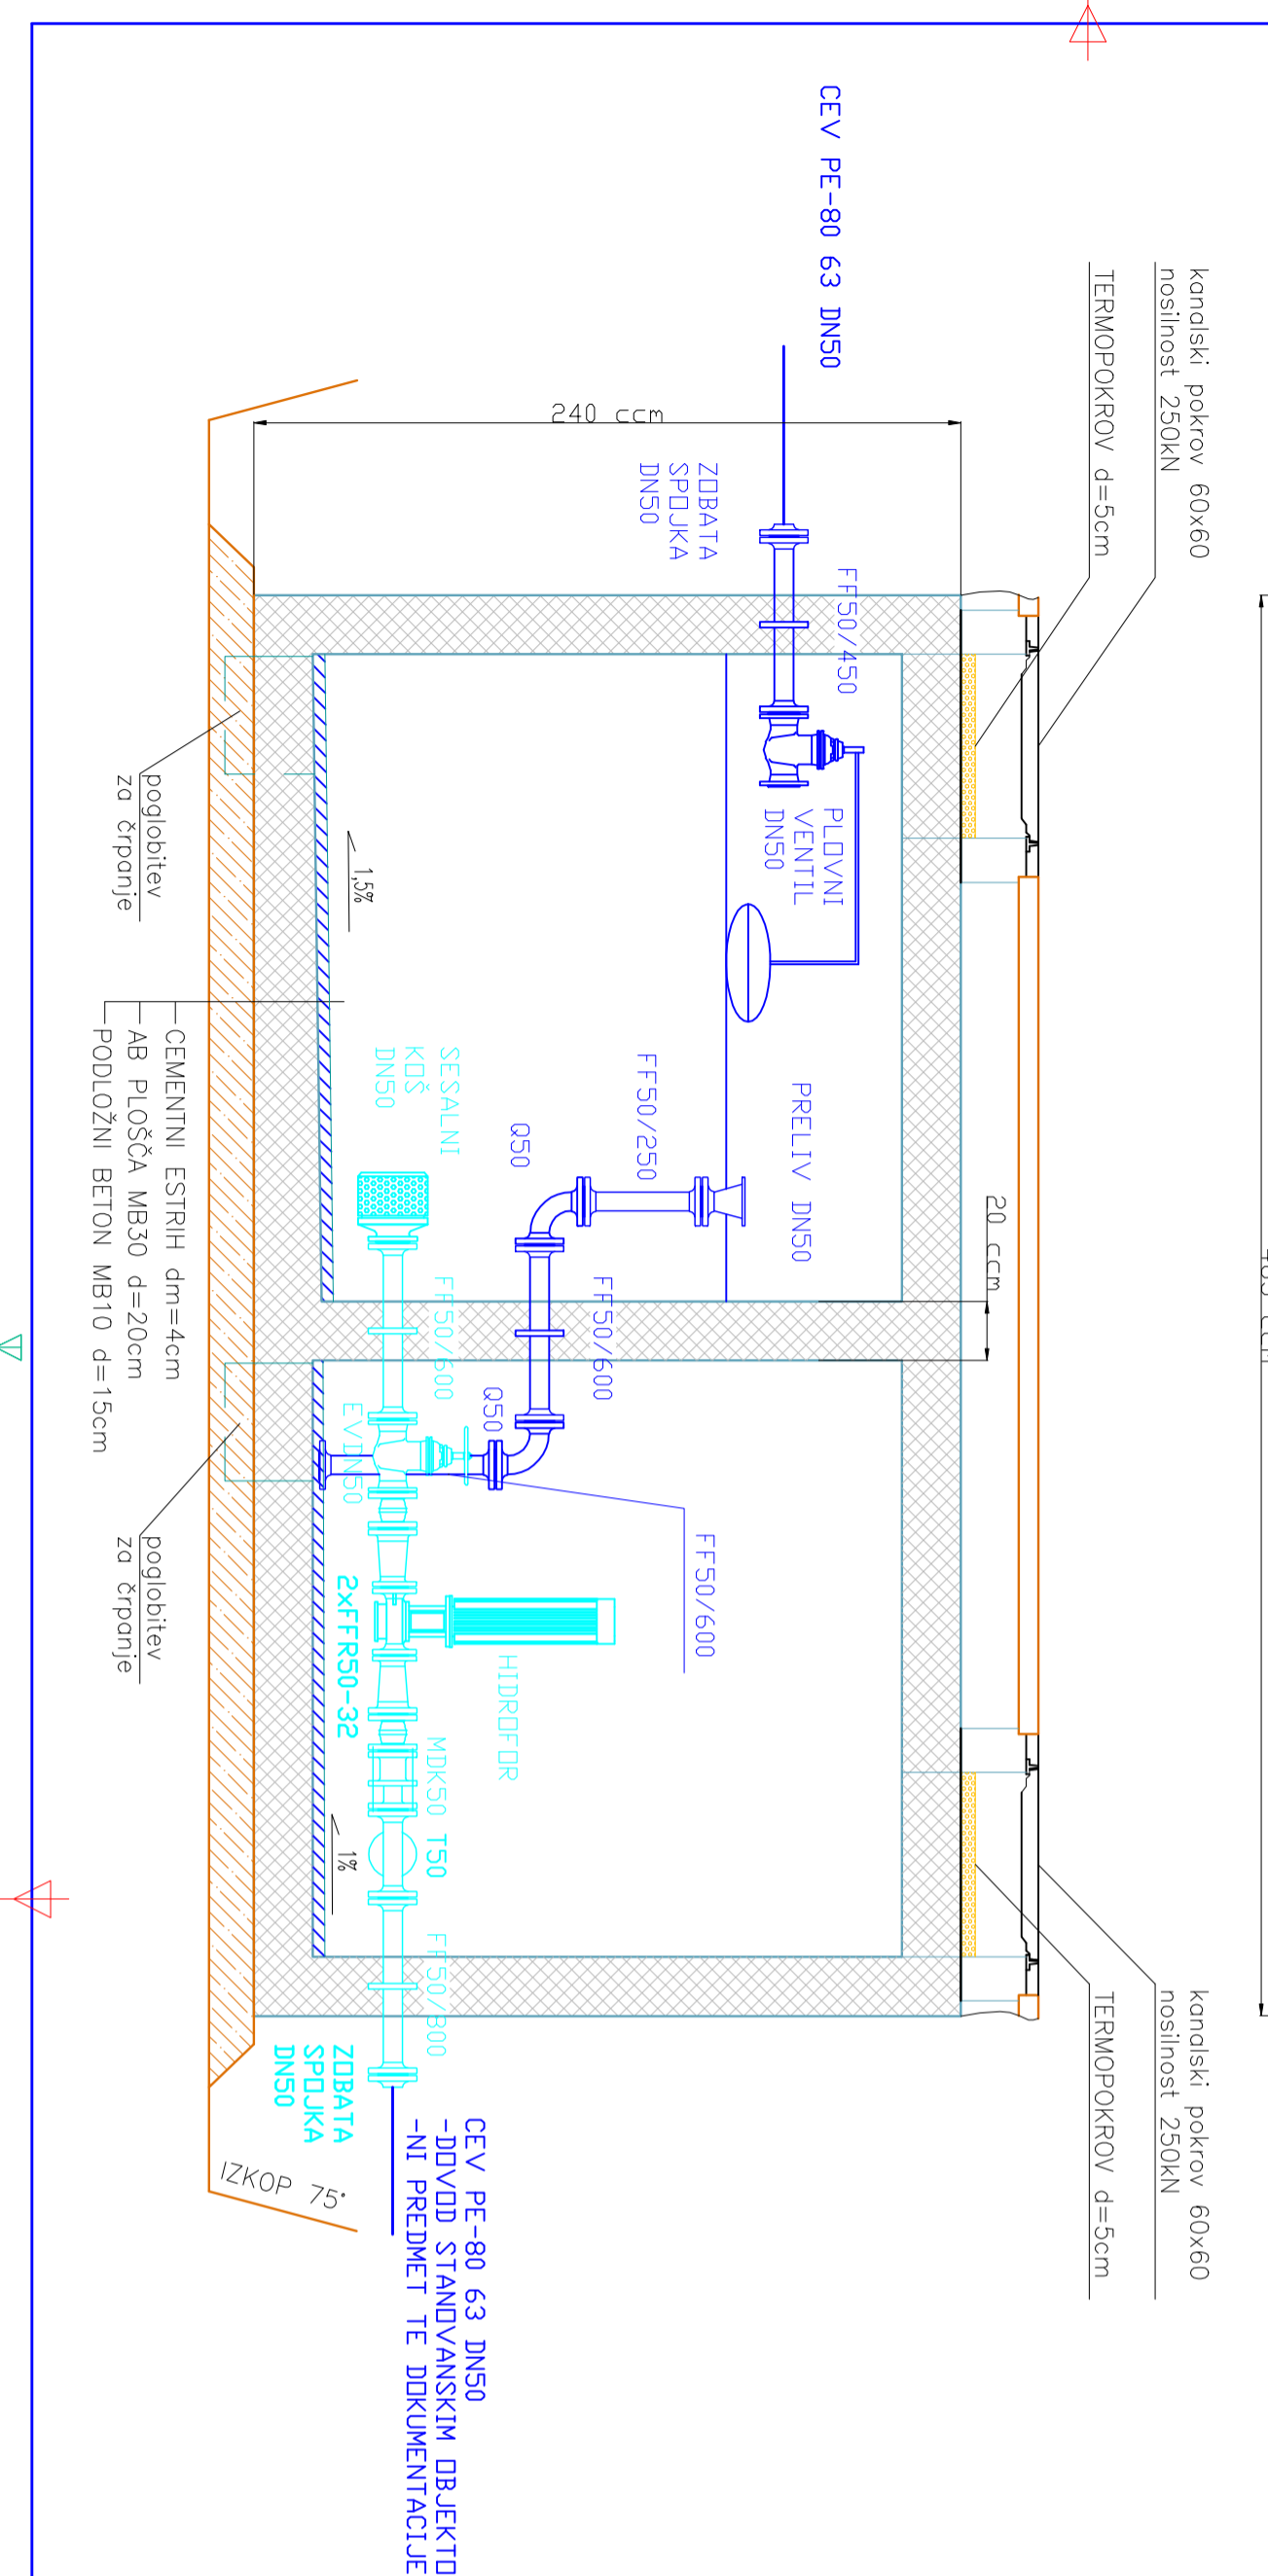 kanalski pokrov 60x60
nosilnost 250kN
TERMOPOKROV d=5cm
kanalski pokrov 60x60
nosilnost 250kN
TERMOPOKROV d=5cm
20 ccm
CEV PE-80 63 DN50
240 ccm
ZOBATA
SPOJKA
DN50
FF50/450
PLOVNI
VENTIL
DN50
PRELIV DN50
FF50/250
Q50
FF50/600
Q50
FF50/600
SESALNI
KOŠ
DN50
FF50/600
EVDN50
2xFFR50-32
HIDROFOR
MDK50
T50
FF50/800
ZOBATA
SPOJKA
DN50
CEV PE-80 63 DN50
-DOVOD STANOVANSKIM OBJEKTO
-NI PREDMET TE DOKUMENTACIJE
1,5%
1%
IZKOP 75°
poglobitev
za črpanje
CEMENTNI ESTRIH dm=4cm
AB PLOŠČA MB30 d=20cm
PODLOŽNI BETON MB10 d=15cm
poglobitev
za črpanje